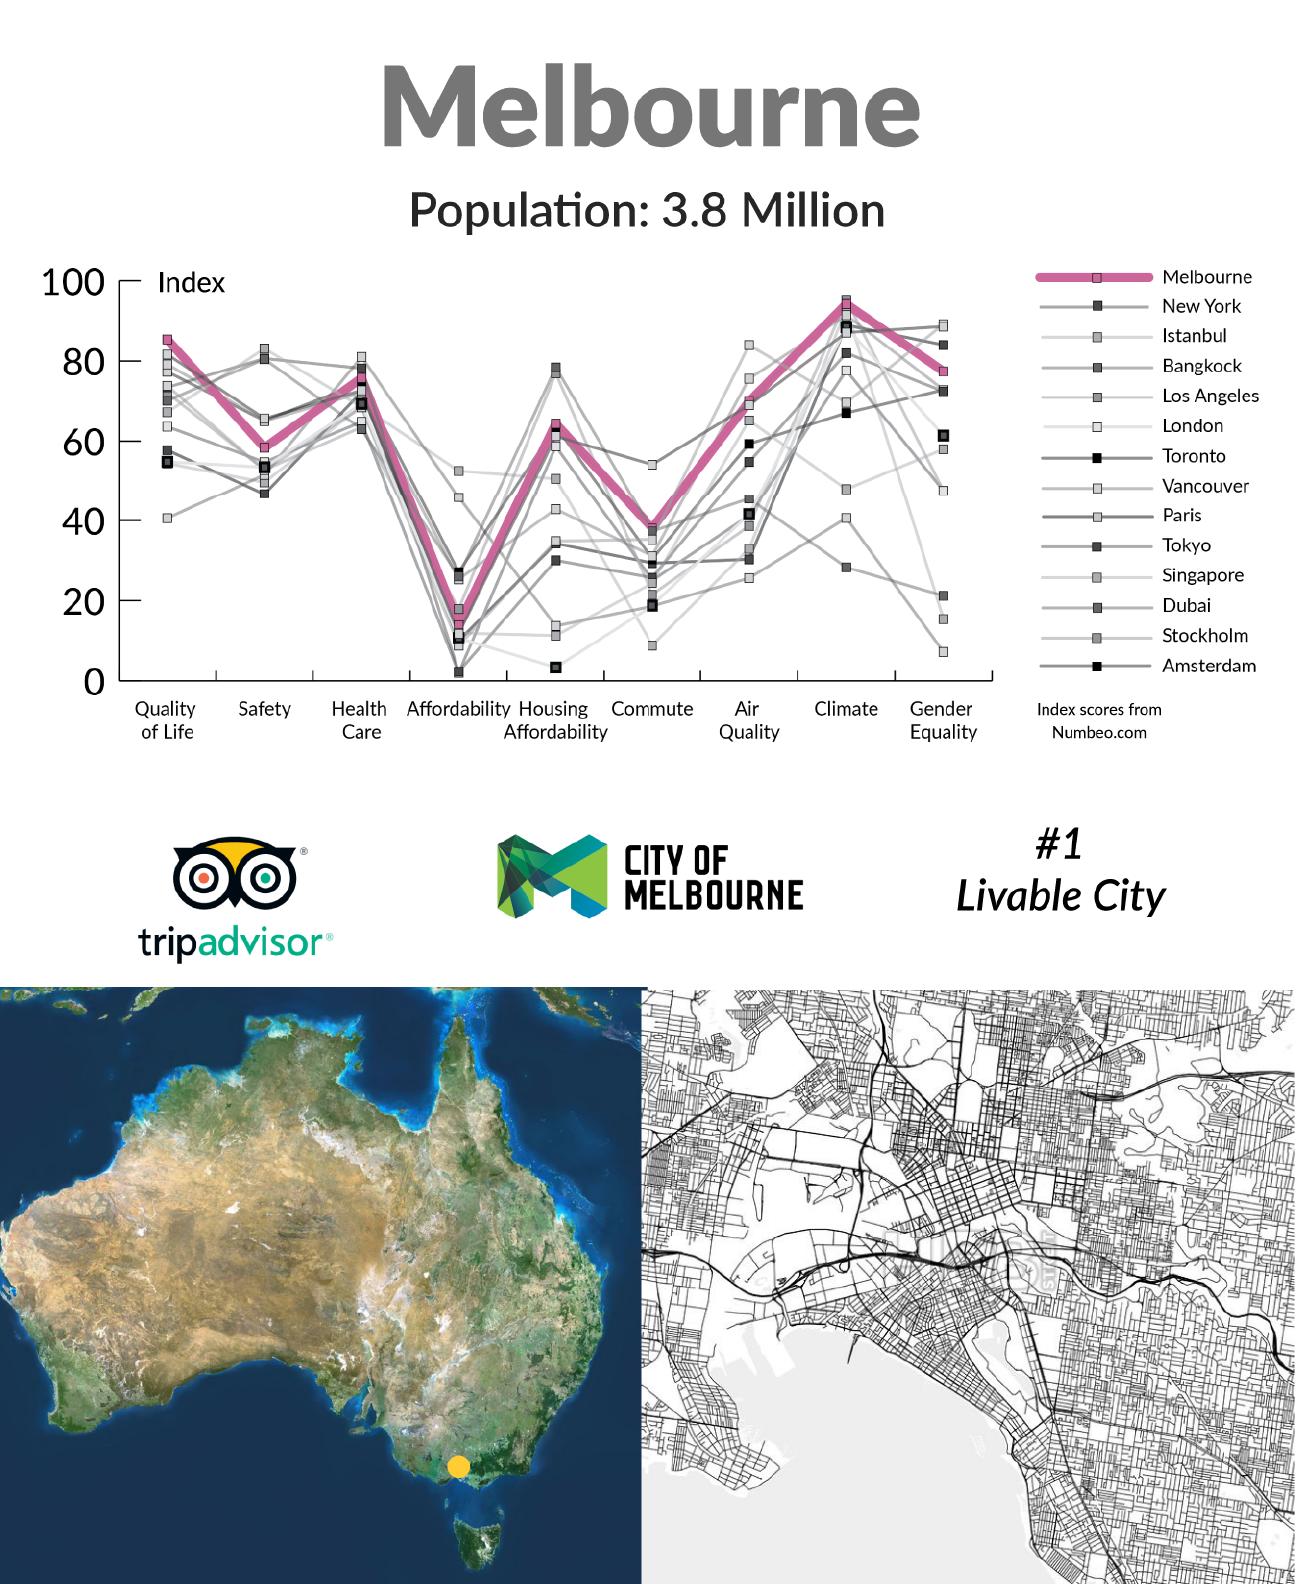 Melbourne
Population: 3.8 Million
Index
100
80
60
40
20
0
Quality
of Life
Safety
Health
Care
Affordability
Housing
Affordability
Commute
Air
Quality
Climate
Gender
Equality
Melbourne
New York
Istanbul
Bangkock
Los Angeles
London
Toronto
Vancouver
Paris
Tokyo
Singapore
Dubai
Stockholm
Amsterdam
Index scores from
Numbeo.com
tripadvisor®
CITY OF
MELBOURNE
#1
Livable City